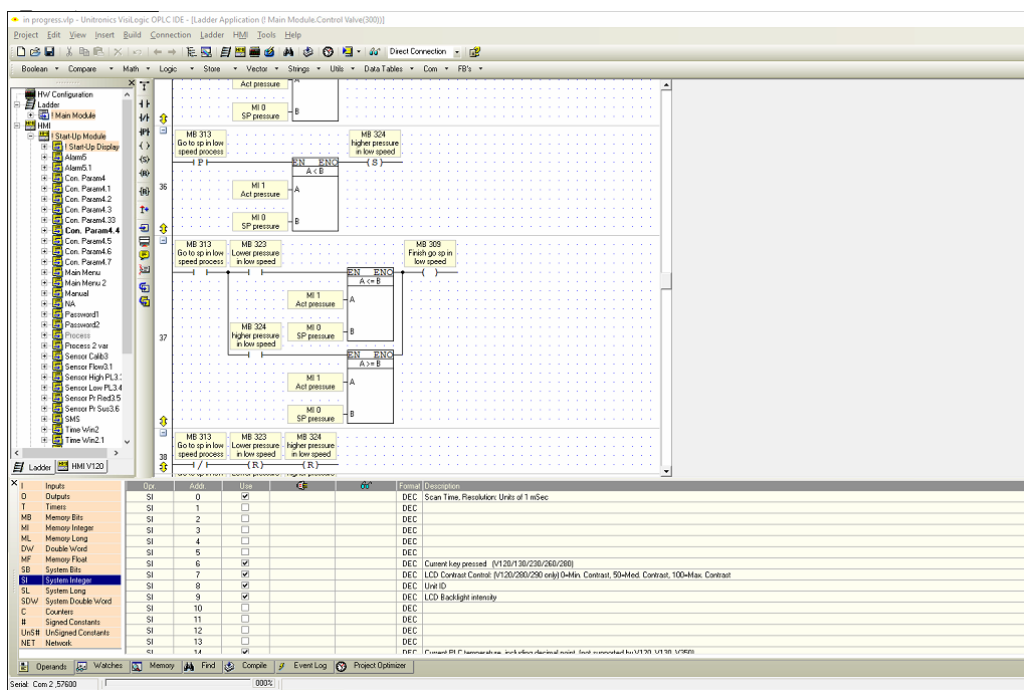 in progress.vlp - Unitronics VisiLogic OPLC IDE - [Ladder Application (! Main Module.Control Valve(300))]
Project Edit View Insert Build Connection Ladder HMI Tools Help
Direct Connection
Boolean Compare Math Logic Store Vector Strings Utils Data Tables Com FB's
HW Configuration
Ladder
! Main Module
HMI
! Start-Up Module
! Start-Up Display
Alarm5
Alarm5.1
Con. Param4
Con. Param4.1
Con. Param4.2
Con. Param4.3
Con. Param4.33
Con. Param4.4
Con. Param4.5
Con. Param4.6
Con. Param4.7
Main Menu
Main Menu 2
Manual
NA
Password1
Password2
Process
Process 2 var
Sensor Calib3
Sensor Flow3.1
Sensor High PL3.
Sensor Low PL3.4
Sensor Pr Red3.5
Sensor Pr Sus3.6
SMS
Time Win2
Time Win2.1
Ladder HMI V120
Act pressure
A
MI 0
SP pressure
B
36
MB 313
Go to sp in low
speed process
P
EN ENO
A < B
MI 1
Act pressure
A
MI 0
SP pressure
B
MB 324
higher pressure
in low speed
S
37
MB 313
Go to sp in low
speed process
MB 323
Lower pressure
in low speed
EN ENO
A <= B
MI 1
Act pressure
A
MI 0
SP pressure
B
MB 309
Finish go sp in
low speed
MB 324
higher pressure
in low speed
EN ENO
A >= B
MI 1
Act pressure
A
MI 0
SP pressure
B
38
MB 313
Go to sp in low
speed process
MB 323
Lower pressure
in low speed
R
MB 324
higher pressure
in low speed
R
I Inputs
O Outputs
T Timers
MB Memory Bits
MI Memory Integer
ML Memory Long
DW Double Word
MF Memory Float
SB System Bits
SI System Integer
SL System Long
SDW System Double Word
C Counters
# Signed Constants
UnS# UnSigned Constants
NET Network
Opr. Addr. Use Format Description
SI 0 DEC Scan Time, Resolution: Units of 1 mSec
SI 1 DEC
SI 2 DEC
SI 3 DEC
SI 4 DEC
SI 5 DEC
SI 6 DEC Current key pressed (V120/130/230/260/280)
SI 7 DEC LCD Contrast Control: (V120/280/290 only) 0=Min. Contrast, 50=Med. Contrast, 100=Max. Contrast
SI 8 DEC Unit ID
SI 9 DEC LCD Backlight intensity
SI 10 DEC
SI 11 DEC
SI 12 DEC
SI 13 DEC
SI 14 DEC Current PLC temperature, including decimal point (not supported by V120, V130, V350)
Operands Watches Memory Find Compile Event Log Project Optimizer
Serial: Com 2 ,57600 000%